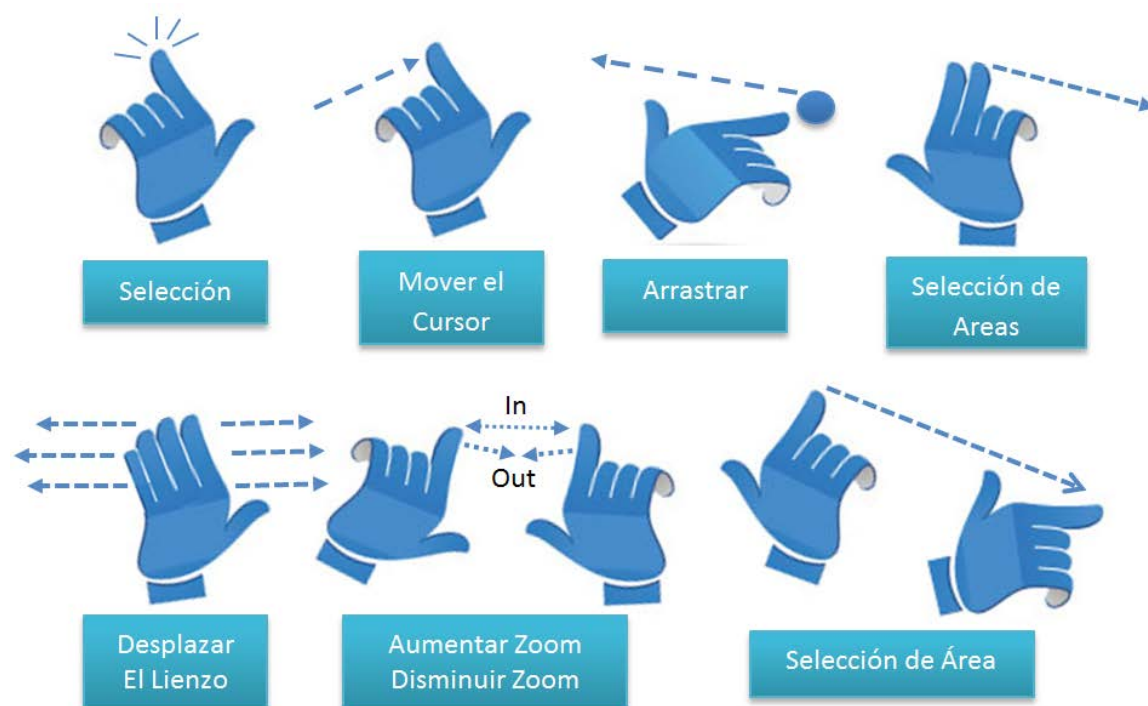 Selección
Mover el
Cursor
Arrastrar
Selección de
Areas
In
Out
Desplazar
El Lienzo
Aumentar Zoom
Disminuir Zoom
Selección de Área